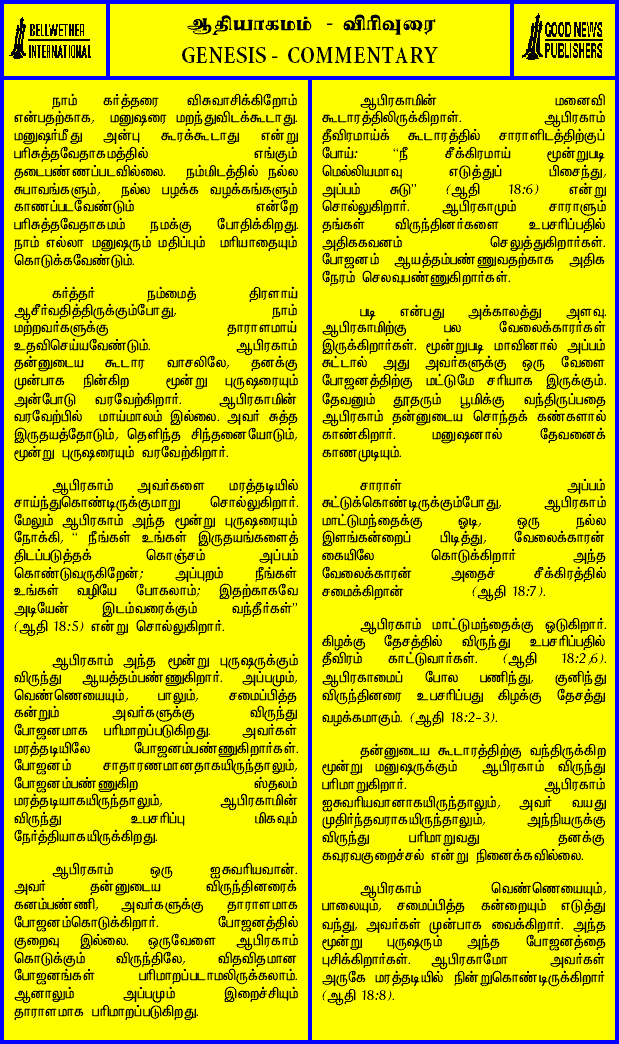 BELLWETHER
INTERNATIONAL
ஆதியாகமம் - விரிவுரை
GENESIS - COMMENTARY
GOOD NEWS
PUBLISHERS
நாம் கர்த்தரை விசுவாசிக்கிறோம்
என்பதற்காக, மனுஷரை மறந்துவிடக்கூடாது.
மனுஷர்மீது அன்பு கூரக்கூடாது என்று
பரிசுத்தவேதாகமத்தில் எங்கும்
தடைபண்ணப்படவில்லை. நம்மிடத்தில் நல்ல
சுபாவங்களும், நல்ல பழக்க வழக்கங்களும்
காணப்படவேண்டும் என்றே
பரிசுத்தவேதாகமம் நமக்கு போதிக்கிறது.
நாம் எல்லா மனுஷரும் மதிப்பும் மரியாதையும்
கொடுக்கவேண்டும்.
கர்த்தர் நம்மைத் திரளாய்
ஆசீர்வதித்திருக்கும்போது, நாம்
மற்றவர்களுக்கு தாராளமாய்
உதவிசெய்யவேண்டும். ஆபிரகாம்
தன்னுடைய கூடார வாசலிலே, தனக்கு
முன்பாக நின்கிற மூன்று புருஷரையும்
அன்போடு வரவேற்கிறார். ஆபிரகாமின்
வரவேற்பில் மாய்மாலம் இல்லை. அவர் சுத்த
இருதயத்தோடும், தெளிந்த சிந்தனையோடும்,
மூன்று புருஷரையும் வரவேற்கிறார்.
ஆபிரகாம் அவர்களை மரத்தடியில்
சாய்ந்துகொண்டிருக்குமாறு சொல்லுகிறார்.
மேலும் ஆபிரகாம் அந்த மூன்று புருஷரையும்
நோக்கி, “ நீங்கள் உங்கள் இருதயங்களைத்
திடப்படுத்தக் கொஞ்சம் அப்பம்
கொண்டுவருகிறேன்; அப்புறம் நீங்கள்
உங்கள் வழியே போகலாம்; இதற்காகவே
அடியேன் இடம்வரைக்கும் வந்தீர்கள்”
(ஆதி 18:5) என்று சொல்லுகிறார்.
ஆபிரகாம் அந்த மூன்று புருஷருக்கும்
விருந்து ஆயத்தம்பண்ணுகிறார். அப்பமும்,
வெண்ணெயையும், பாலும், சமைப்பித்த
கன்றும் அவர்களுக்கு விருந்து
போஜனமாக பரிமாறப்படுகிறது. அவர்கள்
மரத்தடியிலே போஜனம்பண்ணுகிறார்கள்.
போஜனம் சாதாரணமானதாகயிருந்தாலும்,
போஜனம்பண்ணுகிற ஸ்தலம்
மரத்தடியாகயிருந்தாலும், ஆபிரகாமின்
விருந்து உபசரிப்பு மிகவும்
நேர்த்தியாகயிருக்கிறது.
ஆபிரகாம் ஒரு ஐசுவரியவான்.
அவர் தன்னுடைய விருந்தினரைக்
கனம்பண்ணி, அவர்களுக்கு தாராளமாக
போஜனம்கொடுக்கிறார். போஜனத்தில்
குறைவு இல்லை. ஒருவேளை ஆபிரகாம்
கொடுக்கும் விருந்திலே, விதவிதமான
போஜனங்கள் பரிமாறப்படாமலிருக்கலாம்.
ஆனாலும் அப்பமும் இறைச்சியும்
தாராளமாக பரிமாறப்படுகிறது.
ஆபிரகாமின் மனைவி
கூடாரத்திலிருக்கிறாள். ஆபிரகாம்
தீவிரமாய்க் கூடாரத்தில் சாராளிடத்திற்குப்
போய்: “நீ சீக்கிரமாய் மூன்றுபடி
மெல்லியமாவு எடுத்துப் பிசைந்து,
அப்பம் சுடு” (ஆதி 18:6) என்று
சொல்லுகிறார். ஆபிரகாமும் சாராளும்
தங்கள் விருந்தினர்களை உபசரிப்பதில்
அதிககவனம் செலுத்துகிறார்கள்.
போஜனம் ஆயத்தம்பண்ணுவதற்காக அதிக
நேரம் செலவுபண்ணுகிறார்கள்.
படி என்பது அக்காலத்து அளவு.
ஆபிரகாமிற்கு பல வேலைக்காரர்கள்
இருக்கிறார்கள். மூன்றுபடி மாவினால் அப்பம்
சுட்டால் அது அவர்களுக்கு ஒரு வேளை
போஜனத்திற்கு மட்டுமே சரியாக இருக்கும்.
தேவனும் தூதரும் பூமிக்கு வந்திருப்பதை
ஆபிரகாம் தன்னுடைய சொந்தக் கண்களால்
காண்கிறார். மனுஷனால் தேவனைக்
காணமுடியும்.
சாராள் அப்பம்
சுட்டுக்கொண்டிருக்கும்போது, ஆபிரகாம்
மாட்டுமந்தைக்கு ஓடி, ஒரு நல்ல
இளங்கன்றைப் பிடித்து, வேலைக்காரன்
கையிலே கொடுக்கிறார் அந்த
வேலைக்காரன் அதைச் சீக்கிரத்தில்
சமைக்கிறான் (ஆதி 18:7).
ஆபிரகாம் மாட்டுமந்தைக்கு ஓடுகிறார்.
கிழக்கு தேசத்தில் விருந்து உபசரிப்பதில்
தீவிரம் காட்டுவார்கள். (ஆதி 18:2,6).
ஆபிரகாமைப் போல பணிந்து, குனிந்து
விருந்தினரை உபசரிப்பது கிழக்கு தேசத்து
வழக்கமாகும். (ஆதி 18:2-3).
தன்னுடைய கூடாரத்திற்கு வந்திருக்கிற
மூன்று மனுஷருக்கும் ஆபிரகாம் விருந்து
பரிமாறுகிறார். ஆபிரகாம்
ஐசுவரியவானாகயிருந்தாலும், அவர் வயது
முதிர்ந்தவராகயிருந்தாலும், அந்நியருக்கு
விருந்து பரிமாறுவது தனக்கு
கவுரவகுறைச்சல் என்று நினைக்கவில்லை.
ஆபிரகாம் வெண்ணெயையும்,
பாலையும், சமைப்பித்த கன்றையும் எடுத்து
வந்து, அவர்கள் முன்பாக வைக்கிறார். அந்த
மூன்று புருஷரும் அந்த போஜனத்தை
புசிக்கிறார்கள். ஆபிரகாமோ அவர்கள்
அருகே மரத்தடியில் நின்றுகொண்டிருக்கிறார்
(ஆதி 18:8).